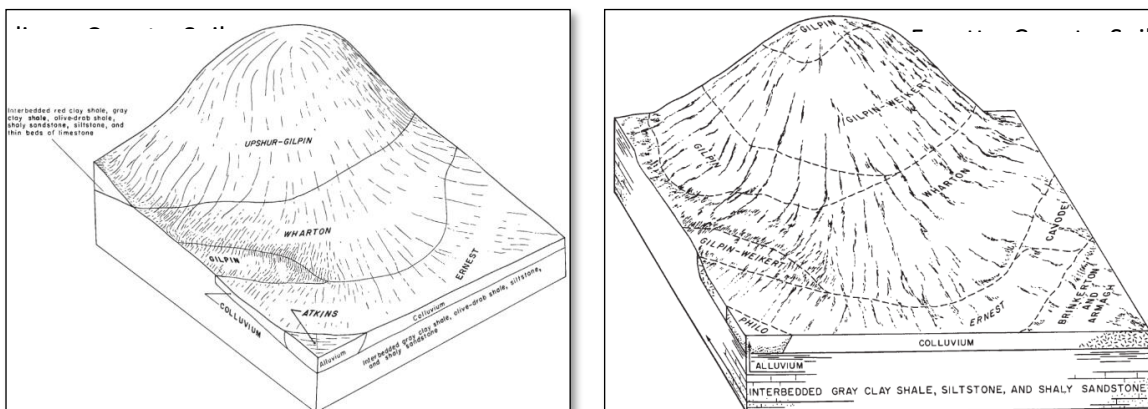 Interbedded red clay shale, gray
clay shale, olive-drab shale,
shaly sandstone, siltstone, and
thin beds of limestone
UPSHUR-GILPIN
WHARTON
GILPIN
ERNEST
COLLUVIUM
ATKINS
Colluvium
Alluvium
Interbedded gray clay shale, olive-drab shale, siltstone,
and shaly sandstone
GILPIN
GILPIN-WEIKERT
GILPIN
WHARTON
GILPIN-WEIKERT
CAVODE
BRINKERTON
AND
ARMAGH
ERNEST
PHILO
COLLUVIUM
ALLUVIUM
INTERBEDDED GRAY CLAY SHALE, SILTSTONE, AND SHALY SANDSTONE